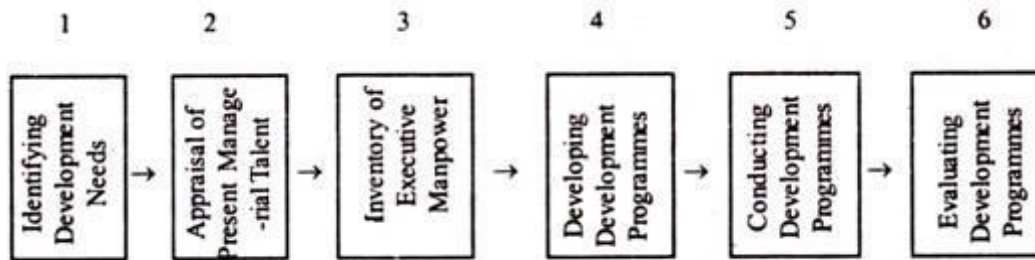 1
2
3
4
5
6
Identifying
Development
Needs
→
Appraisal of
Present Manage
-rial Talent
→
Inventory of
Executive
Manpower
→
Developing
Development
Programmes
→
Conducting
Development
Programmes
→
Evaluating
Development
Programmes